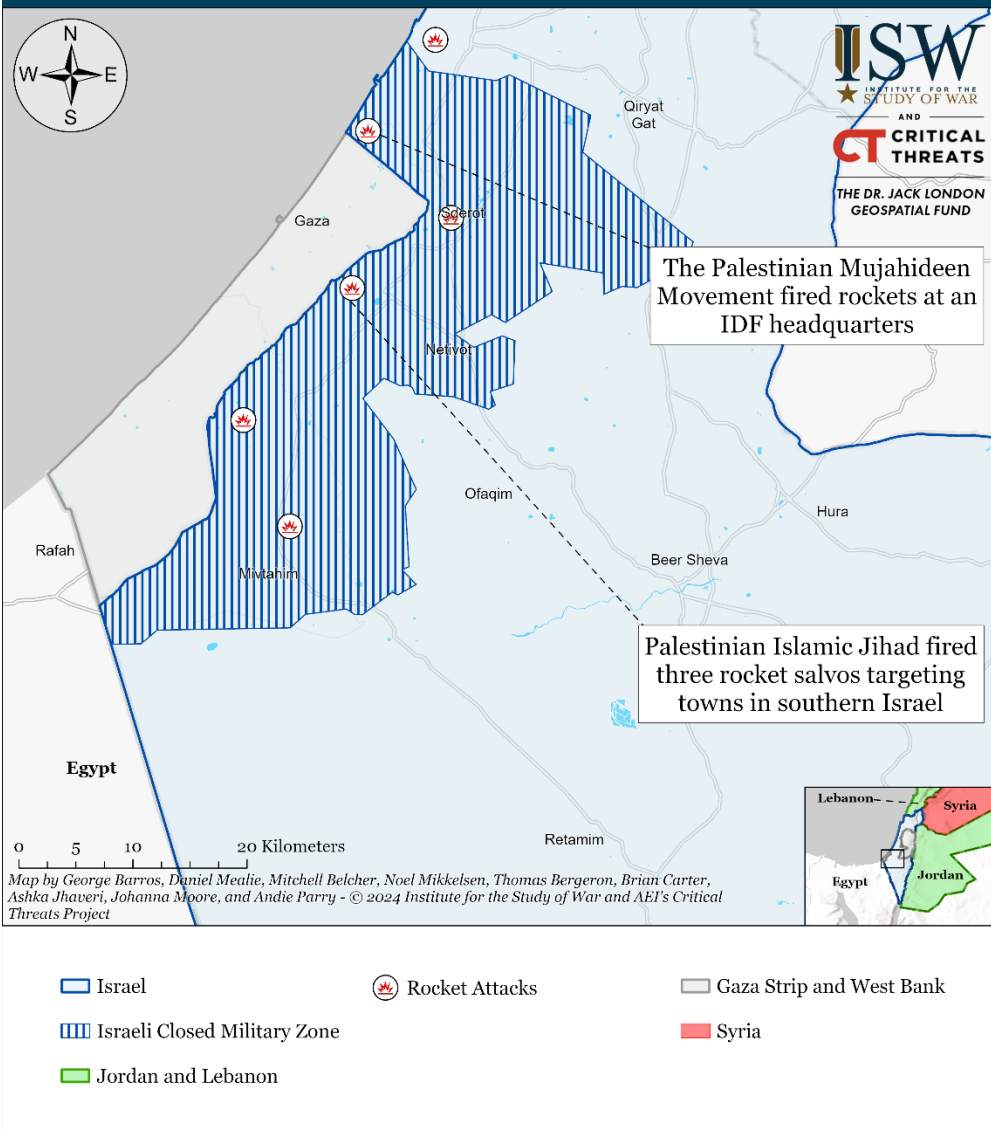 N
W
E
S
ISW
INSTITUTE FOR THE
STUDY OF WAR
AND
CT CRITICAL
THREATS
THE DR. JACK LONDON
GEOSPATIAL FUND
Qiryat
Gat
Sderot
Gaza
The Palestinian Mujahideen
Movement fired rockets at an
IDF headquarters
Netivot
Ofaqim
Hura
Rafah
Beer Sheva
Mivtahim
Palestinian Islamic Jihad fired
three rocket salvos targeting
towns in southern Israel
Egypt
Retamim
0 5 10 20 Kilometers
Lebanon
Syria
Egypt
Jordan
Map by George Barros, Daniel Mealie, Mitchell Belcher, Noel Mikkelsen, Thomas Bergeron, Brian Carter,
Ashka Jhaveri, Johanna Moore, and Andie Parry - © 2024 Institute for the Study of War and AEI's Critical
Threats Project
Israel
Rocket Attacks
Gaza Strip and West Bank
Israeli Closed Military Zone
Syria
Jordan and Lebanon